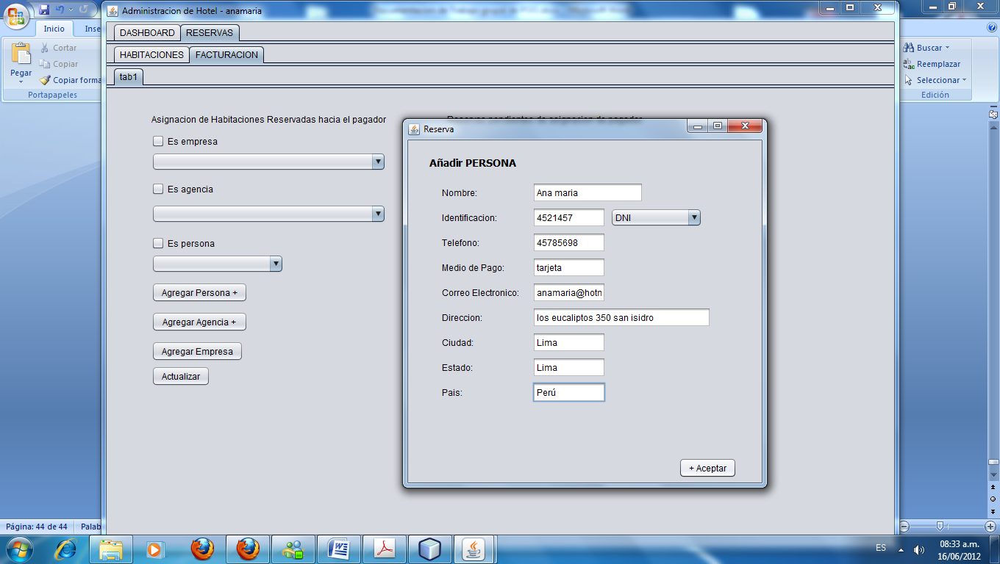 Administracion de Hotel - anamaria
Inicio
Inse
DASHBOARD
RESERVAS
HABITACIONES
FACTURACION
tab1
Pegar
Cortar
Copiar
Copiar forma
Portapapeles
Buscar
Reemplazar
Seleccionar
Edición
Asignacion de Habitaciones Reservadas hacia el pagador
Es empresa
Es agencia
Es persona
Agregar Persona +
Agregar Agencia +
Agregar Empresa
Actualizar
Reserva
Añadir PERSONA
Nombre: Ana maria
Identificacion: 4521457 DNI
Telefono: 45785698
Medio de Pago: tarjeta
Correo Electronico: anamaria@hotn
Direccion: los eucaliptos 350 san isidro
Ciudad: Lima
Estado: Lima
Pais: Perú
+ Aceptar
Página: 44 de 44
Palab
ES
08:33 a.m.
16/06/2012